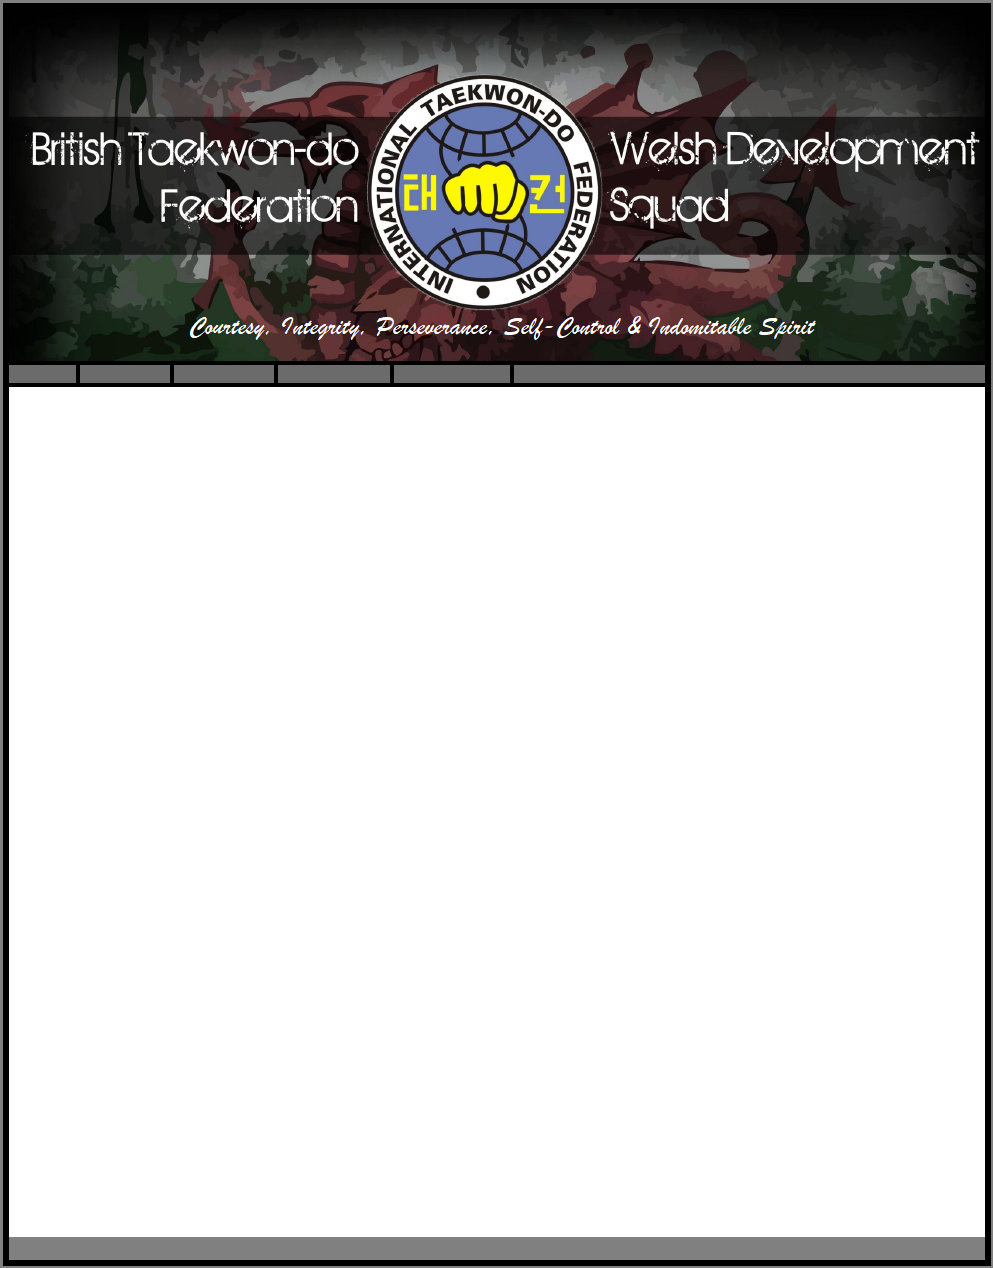 British Taekwon-do
Federation
INTERNATIONAL TAEKWON-DO FEDERATION
태 권
Welsh Development
Squad
Courtesy, Integrity, Perseverance, Self-Control & Indomitable Spirit